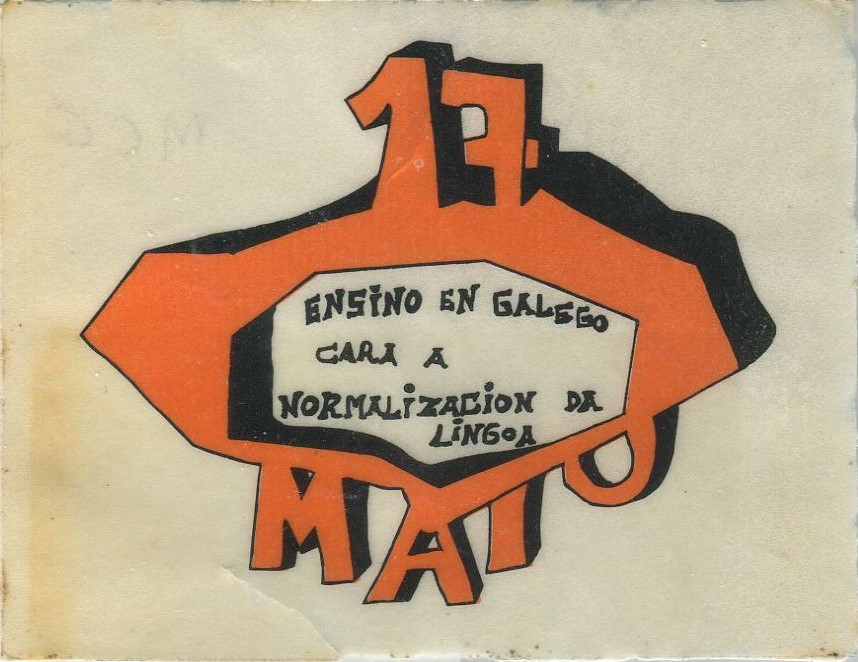 17
ENSINO EN GALEGO
CARA A
NORMALIZACION DA
LINGOA
MAIO